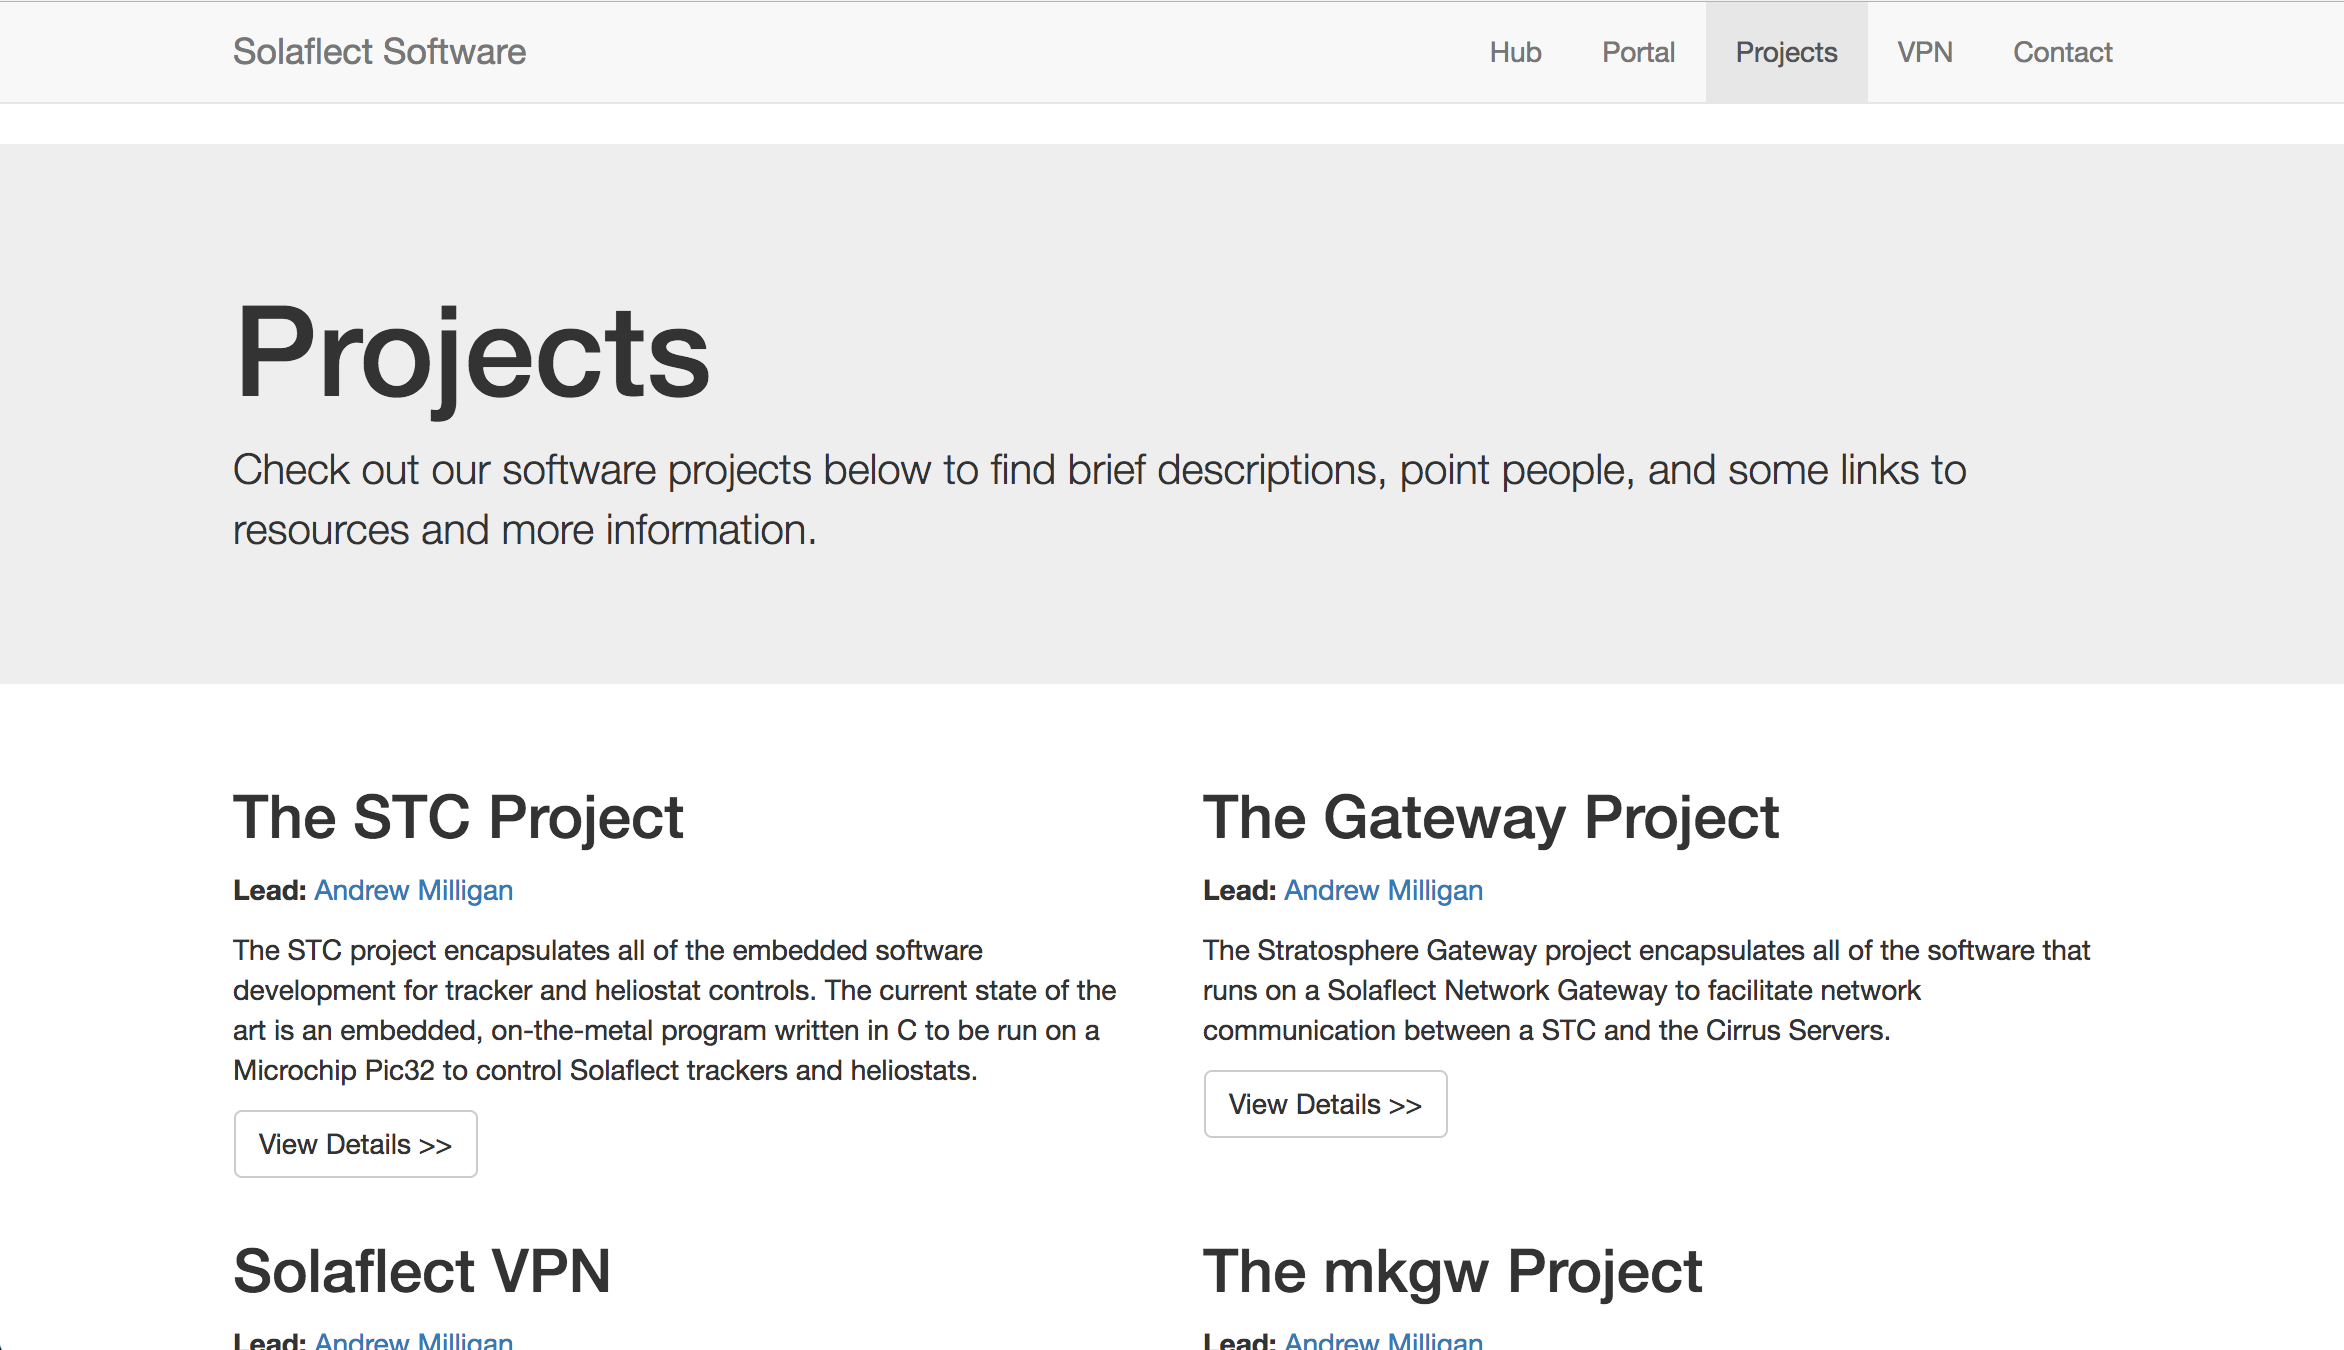 Solaflect Software
Hub Portal Projects VPN Contact
Projects
Check out our software projects below to find brief descriptions, point people, and some links to
resources and more information.
The STC Project
Lead: Andrew Milligan
The STC project encapsulates all of the embedded software
development for tracker and heliostat controls. The current state of the
art is an embedded, on-the-metal program written in C to be run on a
Microchip Pic32 to control Solaflect trackers and heliostats.
View Details >>
The Gateway Project
Lead: Andrew Milligan
The Stratosphere Gateway project encapsulates all of the software that
runs on a Solaflect Network Gateway to facilitate network
communication between a STC and the Cirrus Servers.
View Details >>
Solaflect VPN
Lead: Andrew Milligan
The mkgw Project
Lead: Andrew Milligan